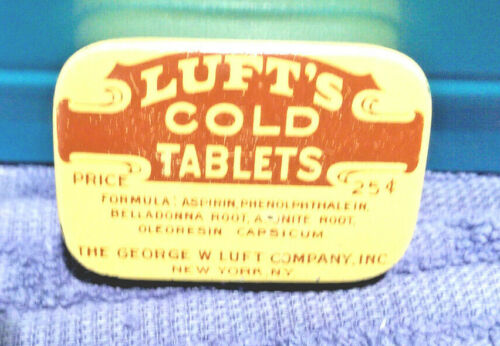 LUFT'S
COLD
TABLETS
PRICE 25¢
FORMULA: ASPIRIN, PHENOLPHTHALEIN,
BELLADONNA ROOT, ROOT,
OLEORESIN CAPSICUM
THE GEORGE W LUFT COMPANY, INC
NEW YORK, NY